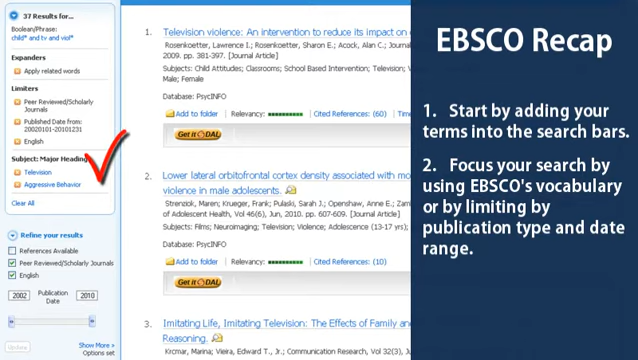 37 Results for...
Boolean/Phrase:
child* and tv and viol*
Expanders
Apply related words
Limiters
Peer Reviewed/Scholarly
Journals
Published Date from:
20020101-20101231
English
Subject: Major Heading
Television
Aggressive Behavior
Clear All
Refine your results
References Available
Peer Reviewed/Scholarly Journals
English
2002 Publication Date 2010
Update
Show More >>
Options set
1. Television violence: An intervention to reduce its impact on
Rosenkoetter, Lawrence I.; Rosenkoetter, Sharon E.; Acock, Alan C.; Journal
2009. pp. 381-397. [Journal Article]
Subjects: Child Attitudes; Classrooms; School Based Intervention; Television;
Male; Female
Database: PsycINFO
Add to folder Relevancy: Cited References: (60)
Get it @ DAL
2. Lower lateral orbitofrontal cortex density associated with mo
violence in male adolescents.
Strenziok, Maren; Krueger, Frank; Pulaski, Sarah J.; Openshaw, Anne E.;
of Adolescent Health, Vol 46(6), Jun, 2010. pp. 607-609. [Journal Article]
Subjects: Films; Neuroimaging; Television; Violence; Adolescence (13-17 yrs)
Database: PsycINFO
Add to folder Relevancy: Cited References: (10)
Get it @ DAL
3. Imitating Life, Imitating Television: The Effects of Family and
Krcmar, Marina; Vieira, Edward T., Jr.; Communication Research, Vol 32(3),
EBSCO Recap
1. Start by adding your
terms into the search bars.
2. Focus your search by
using EBSCO's vocabulary
or by limiting by
publication type and date
range.